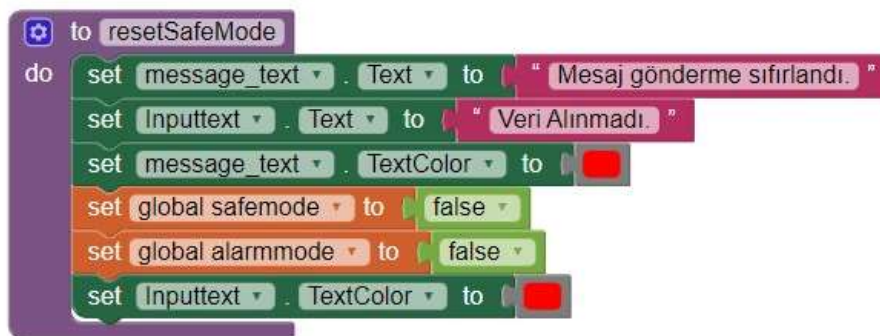 to resetSafeMode
do set message_text . Text to " Mesaj gönderme sıfırlandı. "
set Inputtext . Text to " Veri Alınmadı. "
set message_text . TextColor to
set global safemode to false
set global alarmmode to false
set Inputtext . TextColor to